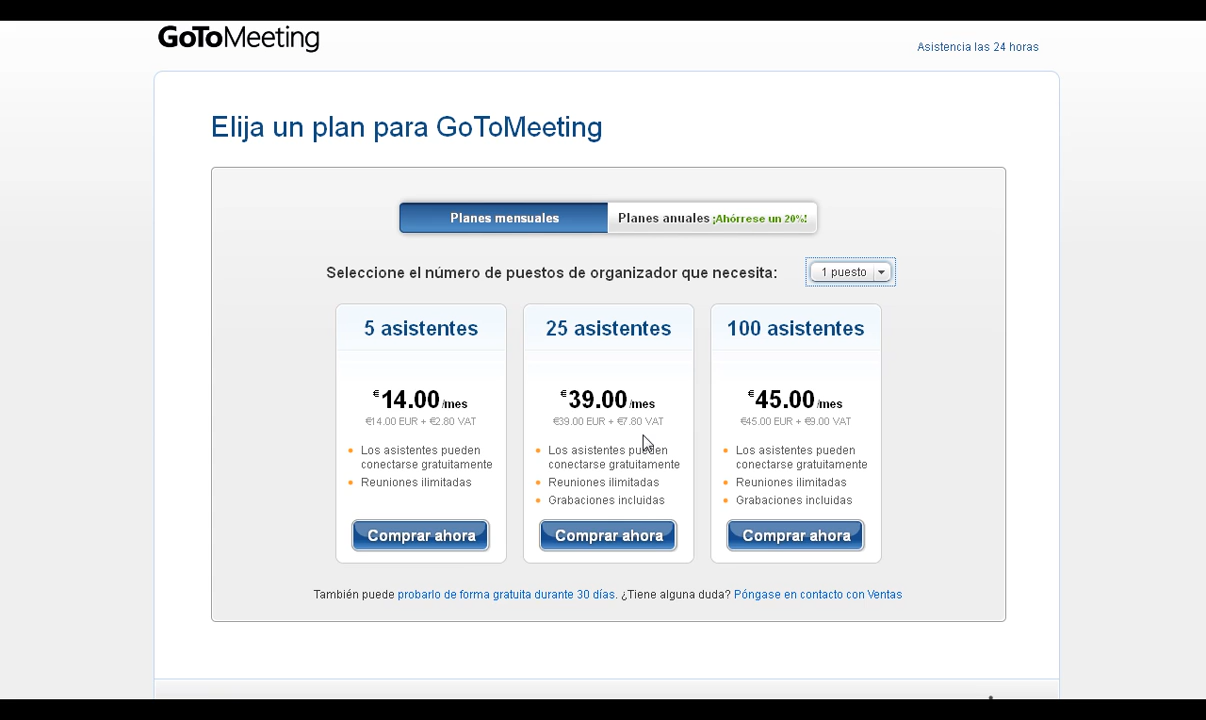 GoToMeeting
Asistencia las 24 horas
Elija un plan para GoToMeeting
Planes mensuales
Planes anuales ¡Ahórrese un 20%!
Seleccione el número de puestos de organizador que necesita:
1 puesto
5 asistentes
€14.00 /mes
€14.00 EUR + €2.80 VAT
Los asistentes pueden
conectarse gratuitamente
Reuniones ilimitadas
Comprar ahora
25 asistentes
€39.00 /mes
€39.00 EUR + €7.80 VAT
Los asistentes pueden
conectarse gratuitamente
Reuniones ilimitadas
Grabaciones incluidas
Comprar ahora
100 asistentes
€45.00 /mes
€45.00 EUR + €9.00 VAT
Los asistentes pueden
conectarse gratuitamente
Reuniones ilimitadas
Grabaciones incluidas
Comprar ahora
También puede probarlo de forma gratuita durante 30 días. ¿Tiene alguna duda? Póngase en contacto con Ventas